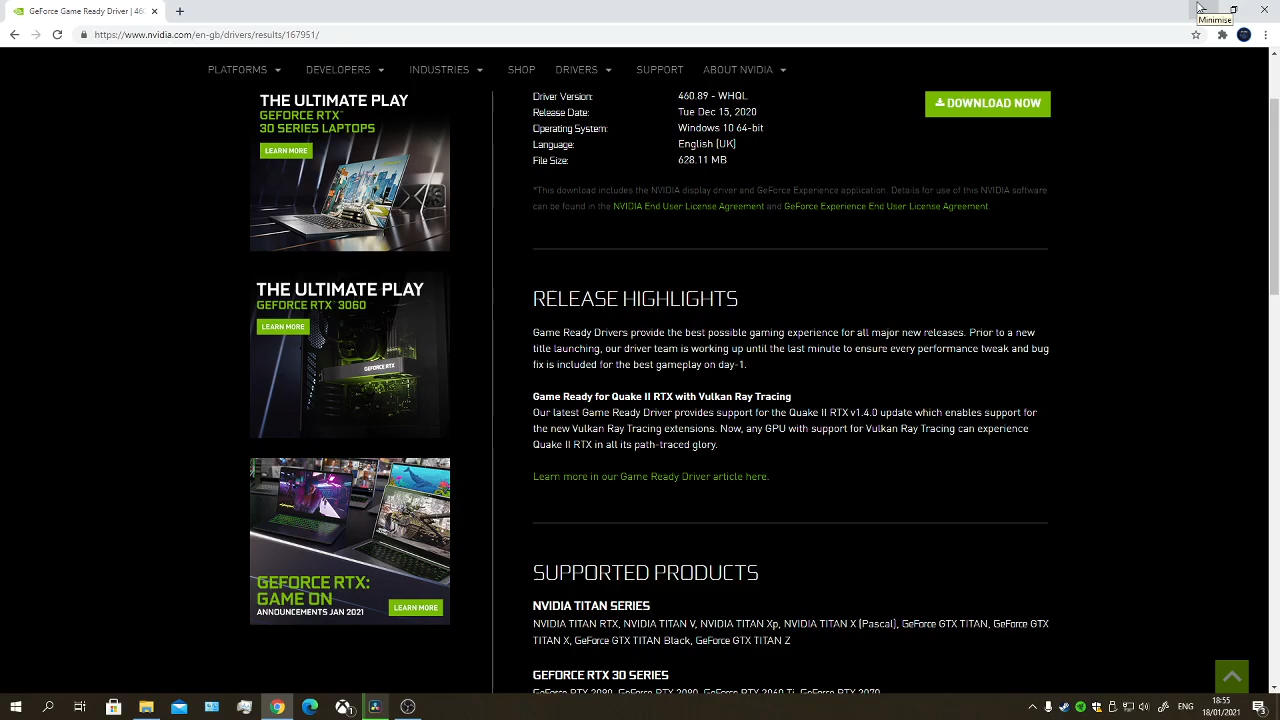 GeForce Game Ready Driver | 460
Minimise
https://www.nvidia.com/en-gb/drivers/results/167951/
PLATFORMS DEVELOPERS INDUSTRIES SHOP DRIVERS SUPPORT ABOUT NVIDIA
THE ULTIMATE PLAY
GEFORCE RTX™
30 SERIES LAPTOPS
LEARN MORE
THE ULTIMATE PLAY
GEFORCE RTX™ 3060
LEARN MORE
GEFORCE RTX
GEFORCE RTX:
GAME ON
ANNOUNCEMENTS JAN 2021
LEARN MORE
Driver Version: 460.89 - WHQL
Release Date: Tue Dec 15, 2020
Operating System: Windows 10 64-bit
Language: English (UK)
File Size: 628.11 MB
DOWNLOAD NOW
*This download includes the NVIDIA display driver and GeForce Experience application. Details for use of this NVIDIA software
can be found in the NVIDIA End User License Agreement and GeForce Experience End User License Agreement.
RELEASE HIGHLIGHTS
Game Ready Drivers provide the best possible gaming experience for all major new releases. Prior to a new
title launching, our driver team is working up until the last minute to ensure every performance tweak and bug
fix is included for the best gameplay on day-1.
Game Ready for Quake II RTX with Vulkan Ray Tracing
Our latest Game Ready Driver provides support for the Quake II RTX v1.4.0 update which enables support for
the new Vulkan Ray Tracing extensions. Now, any GPU with support for Vulkan Ray Tracing can experience
Quake II RTX in all its path-traced glory.
Learn more in our Game Ready Driver article here.
SUPPORTED PRODUCTS
NVIDIA TITAN SERIES
NVIDIA TITAN RTX, NVIDIA TITAN V, NVIDIA TITAN Xp, NVIDIA TITAN X (Pascal), GeForce GTX TITAN, GeForce GTX
TITAN X, GeForce GTX TITAN Black, GeForce GTX TITAN Z
GEFORCE RTX 30 SERIES
GeForce RTX 3090, GeForce RTX 3080, GeForce RTX 3060 Ti, GeForce RTX 3070
ENG
18:55
18/01/2021